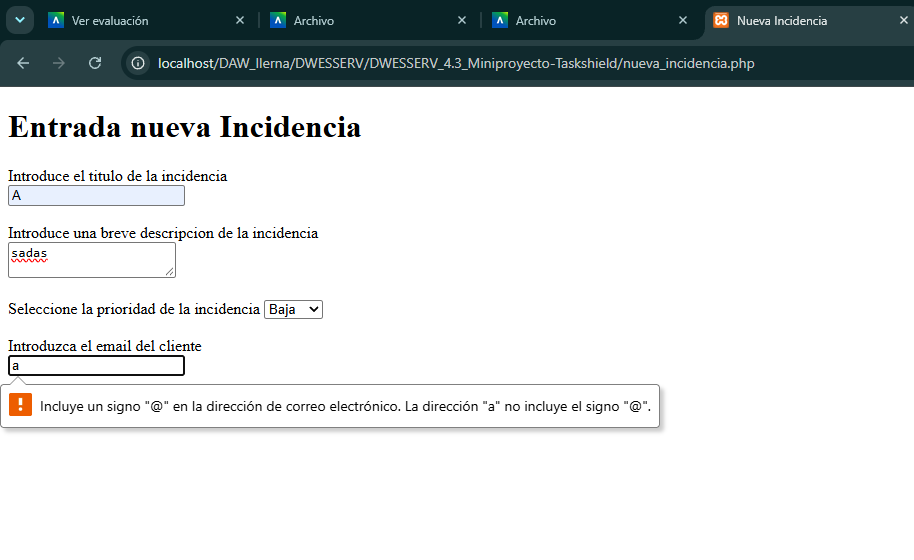 Ver evaluación
Archivo
Archivo
Nueva Incidencia
localhost/DAW_Ilerna/DWESSERV/DWESSERV_4.3_Miniproyecto-Taskshield/nueva_incidencia.php
Entrada nueva Incidencia
Introduce el titulo de la incidencia
A
Introduce una breve descripcion de la incidencia
sadas
Seleccione la prioridad de la incidencia Baja
Introduzca el email del cliente
a
Incluye un signo "@" en la dirección de correo electrónico. La dirección "a" no incluye el signo "@".